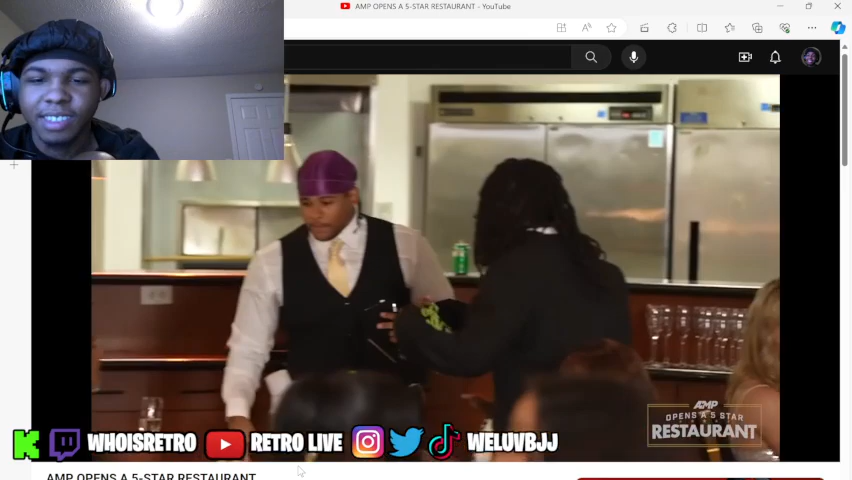 AMP OPENS A 5-STAR RESTAURANT - YouTube
AMP
OPENS A 5 STAR
RESTAURANT
WHOISRETRO
RETRO LIVE
WELUVBJJ
AMP OPENS A 5-STAR RESTAURANT